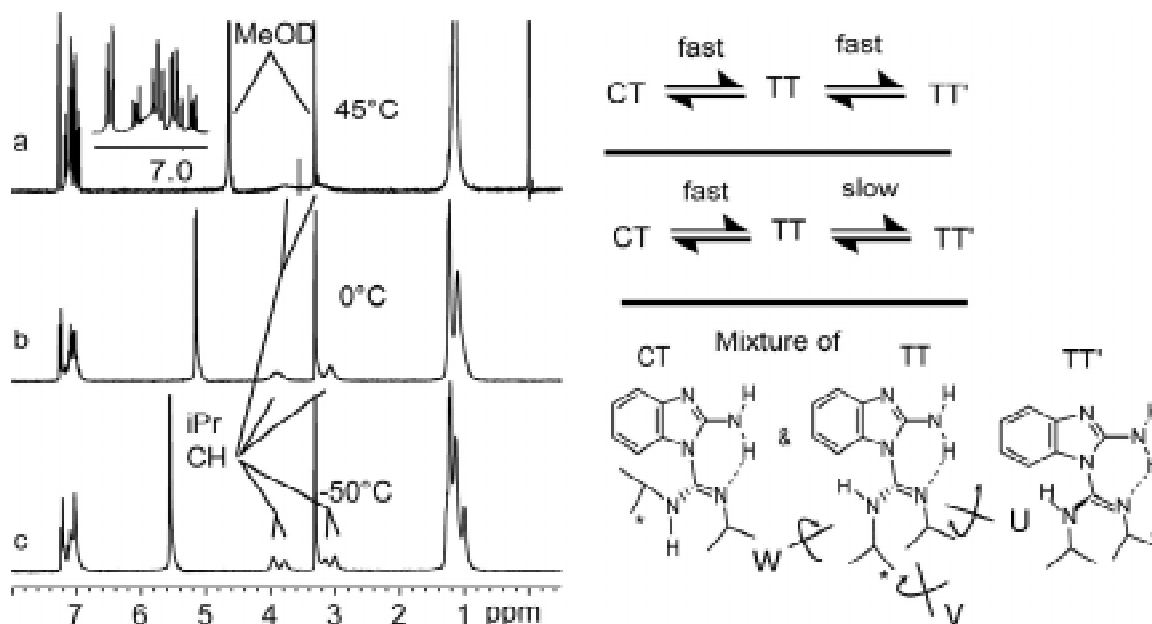 MeOD
45°C
a
7.0
b
0°C
iPr
CH
-50°C
c
7 6 5 4 3 2 1 ppm
fast fast
CT TT TT'
fast slow
CT TT TT'
Mixture of
CT TT TT'
N H
N
H
N
&
N H
N
H
N
N
N
H
N
N
H
N
H
N
N
H
N
N
*
H
W
U
*
V